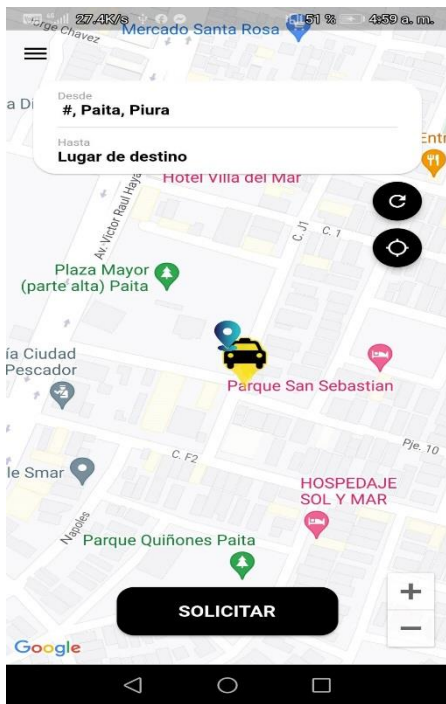 27.4K/s
51 %
4:59 a. m.
Jorge Chavez
Mercado Santa Rosa
Desde
#, Paita, Piura
Hasta
Lugar de destino
Hotel Villa del Mar
Av. Victor Raul Haya
C. J1
C. 1
Plaza Mayor
(parte alta) Paita
ía Ciudad
Pescador
Parque San Sebastian
Pje. 10
C. F2
le Smar
HOSPEDAJE
SOL Y MAR
Napoles
Parque Quiñones Paita
+
SOLICITAR
−
Google